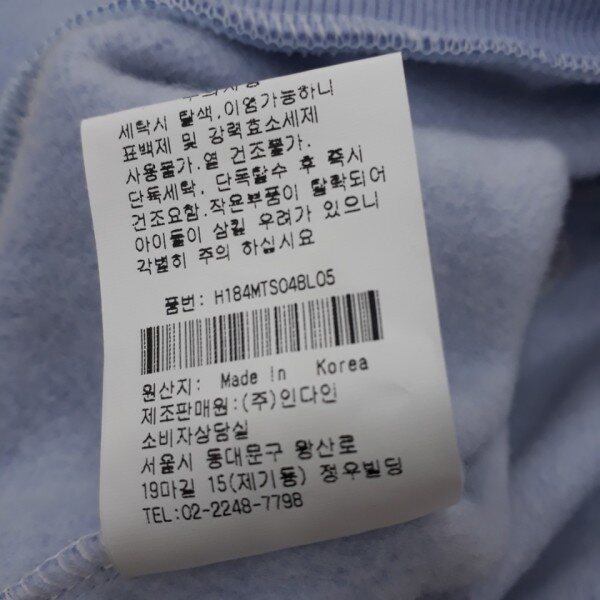 세탁시 탈색,이염가능하니
표백제 및 강력효소세제
사용불가.열 건조불가.
단독세탁, 단독탈수 후 즉시
건조요함.작은부품이 탈락되어
아이들이 삼킬 우려가 있으니
각별히 주의 하십시요
품번: H184MTS04BL05
원산지: Made In Korea
제조판매원:(주)인다인
소비자상담실
서울시 동대문구 왕산로
19마길 15(제기동) 정우빌딩
TEL:02-2248-7798